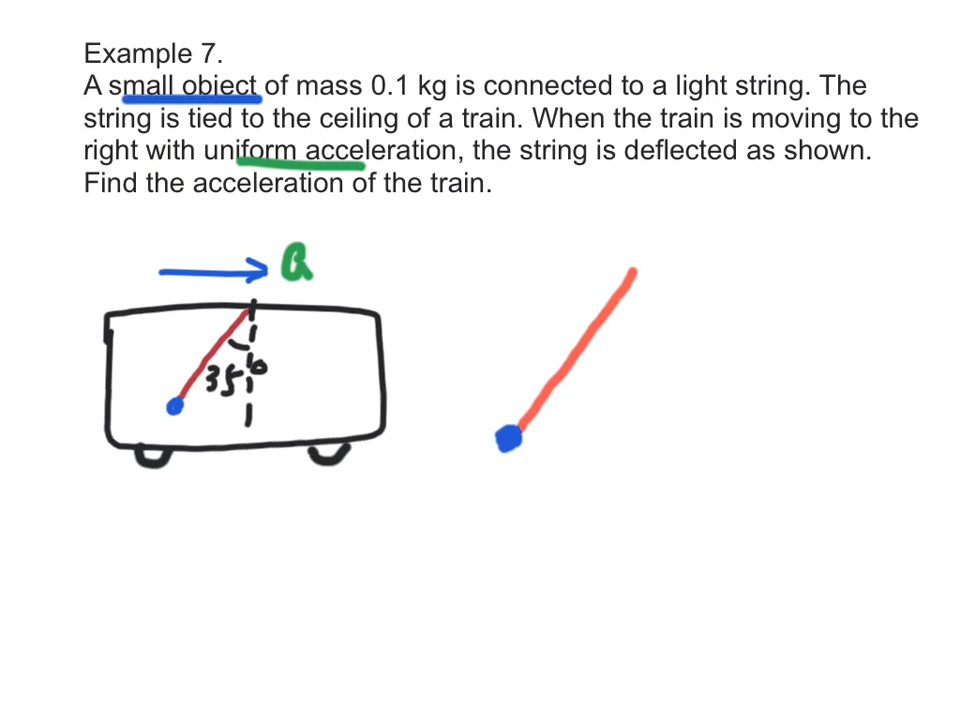 Example 7.
A small object of mass 0.1 kg is connected to a light string. The
string is tied to the ceiling of a train. When the train is moving to the
right with uniform acceleration, the string is deflected as shown.
Find the acceleration of the train.
a
35°